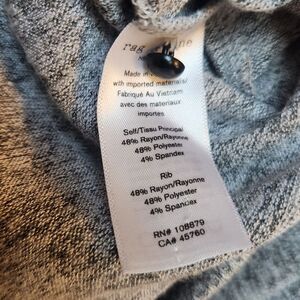 rag
Made in
with imported materials/
Fabriqué Au Vietnam
avec des materiaux
importés
Self/Tissu Principal
48% Rayon/Rayonne
48% Polyester
4% Spandex
Rib
48% Rayon/Rayonne
48% Polyester
4% Spandex
RN# 108879
CA# 45760